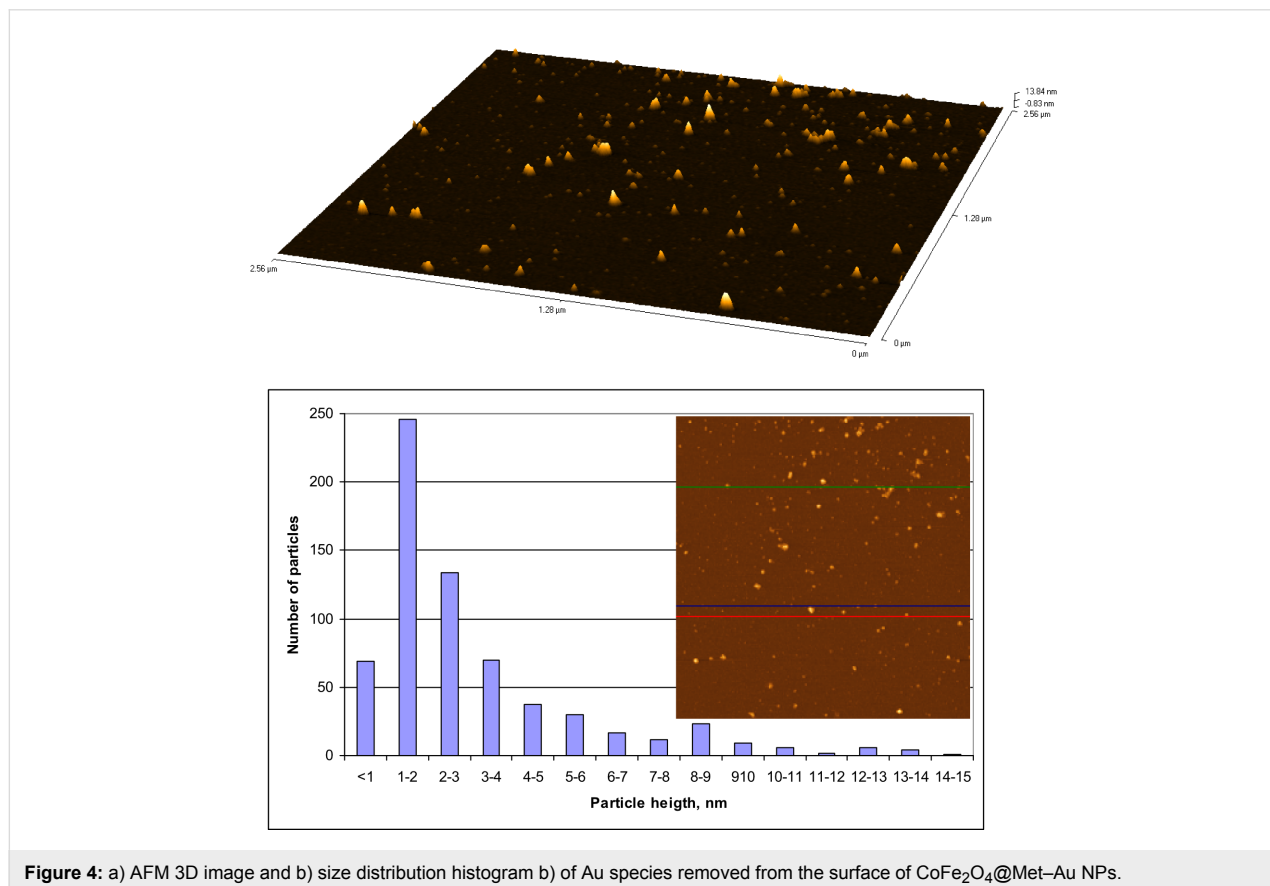 13.84 nm
-0.83 nm
2.56 µm
1.28 µm
0 µm
2.56 µm
1.28 µm
0 µm
250
200
150
100
50
0
Number of particles
<1 1-2 2-3 3-4 4-5 5-6 6-7 7-8 8-9 910 10-11 11-12 12-13 13-14 14-15
Particle heigth, nm
Figure 4: a) AFM 3D image and b) size distribution histogram b) of Au species removed from the surface of CoFe₂O₄@Met–Au NPs.